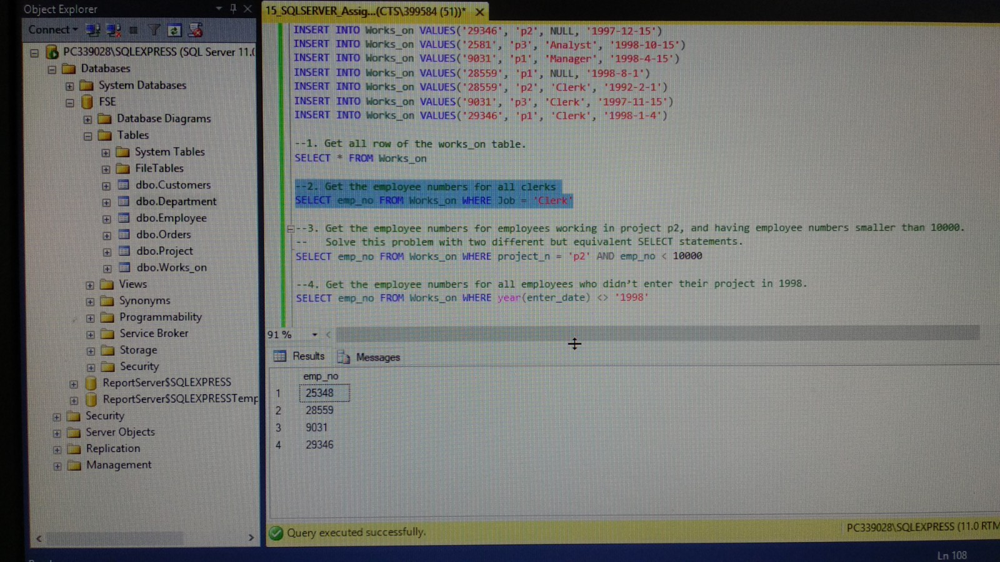 Object Explorer
Connect
PC339028\SQLEXPRESS (SQL Server 11.(
Databases
System Databases
FSE
Database Diagrams
Tables
System Tables
FileTables
dbo.Customers
dbo.Department
dbo.Employee
dbo.Orders
dbo.Project
dbo.Works_on
Views
Synonyms
Programmability
Service Broker
Storage
Security
ReportServer$SQLEXPRESS
ReportServer$SQLEXPRESSTemp
Security
Server Objects
Replication
Management
15_SQLSERVER_Assig...(CTS\399584 (51))*
INSERT INTO Works_on VALUES('29346', 'p2', NULL, '1997-12-15')
INSERT INTO Works_on VALUES('2581', 'p3', 'Analyst', '1998-10-15')
INSERT INTO Works_on VALUES('9031', 'p1', 'Manager', '1998-4-15')
INSERT INTO Works_on VALUES('28559', 'p1', NULL, '1998-8-1')
INSERT INTO Works_on VALUES('28559', 'p2', 'Clerk', '1992-2-1')
INSERT INTO Works_on VALUES('9031', 'p3', 'Clerk', '1997-11-15')
INSERT INTO Works_on VALUES('29346', 'p1', 'Clerk', '1998-1-4')
--1. Get all row of the works_on table.
SELECT * FROM Works_on
--2. Get the employee numbers for all clerks
SELECT emp_no FROM Works_on WHERE Job = 'Clerk'
--3. Get the employee numbers for employees working in project p2, and having employee numbers smaller than 10000.
-- Solve this problem with two different but equivalent SELECT statements.
SELECT emp_no FROM Works_on WHERE project_n = 'p2' AND emp_no < 10000
--4. Get the employee numbers for all employees who didn't enter their project in 1998.
SELECT emp_no FROM Works_on WHERE year(enter_date) <> '1998'
91 %
Results Messages
emp_no
1 25348
2 28559
3 9031
4 29346
Query executed successfully.
PC339028\SQLEXPRESS (11.0 RTM
Ln 108